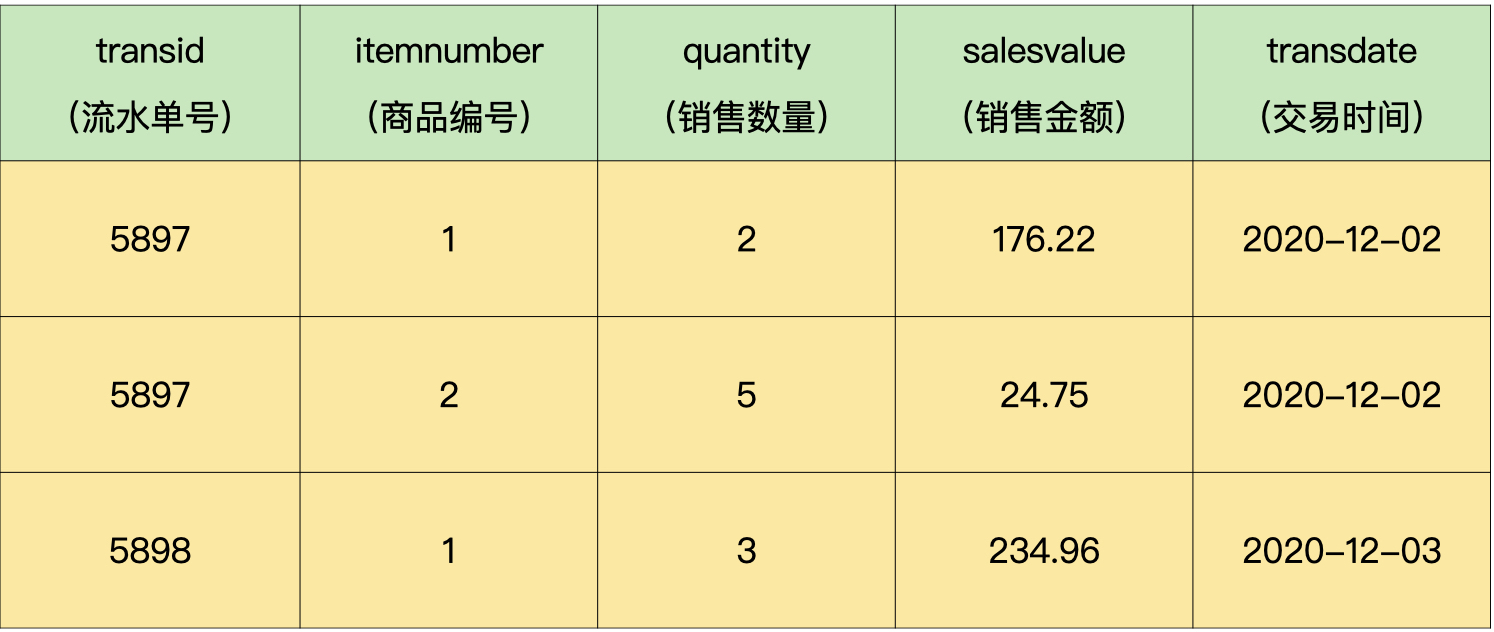 transid itemnumber quantity salesvalue transdate
（流水单号） （商品编号） （销售数量） （销售金额） （交易时间）
5897 1 2 176.22 2020–12–02
5897 2 5 24.75 2020–12–02
5898 1 3 234.96 2020–12–03